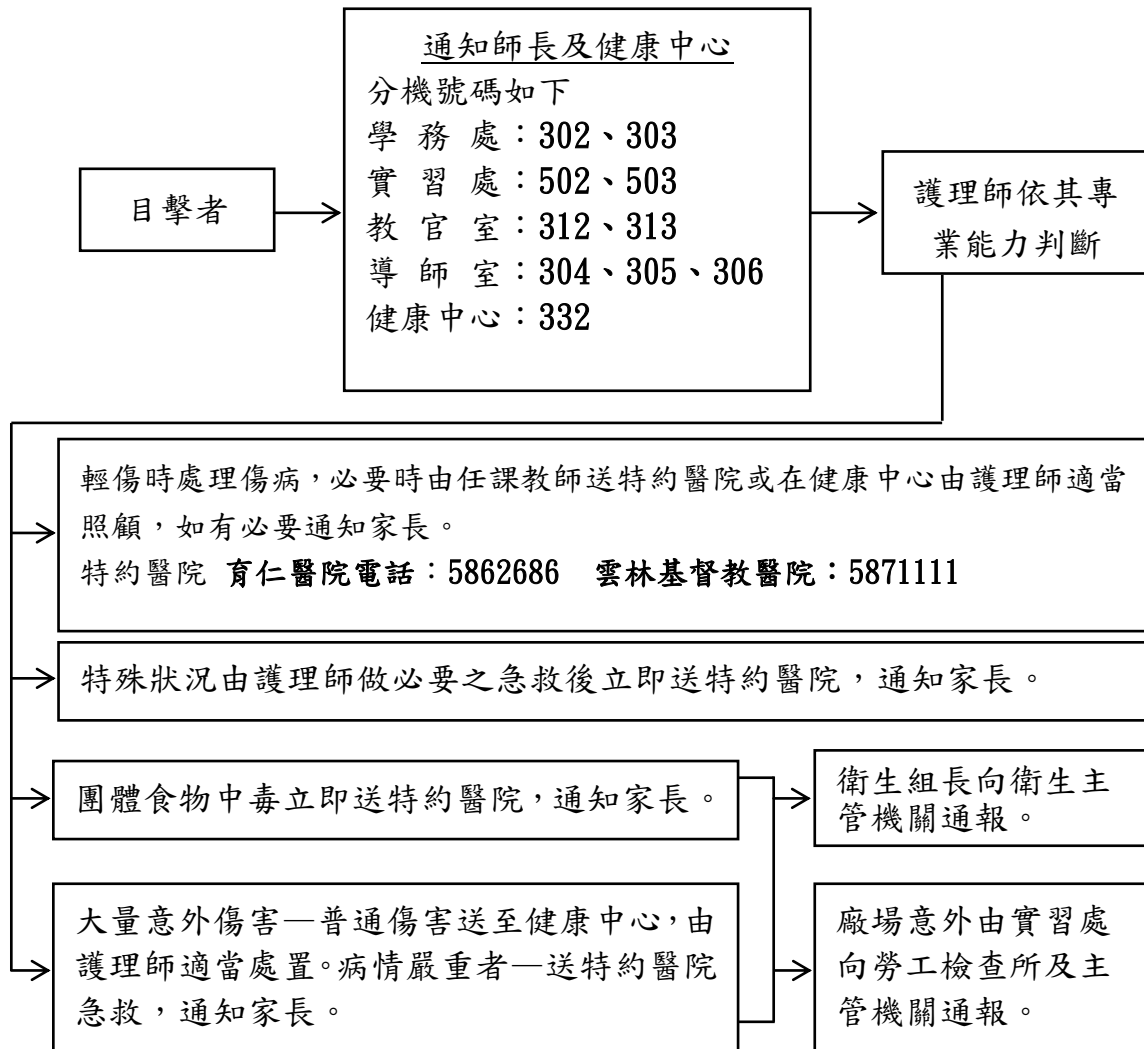 通知師長及健康中心
分機號碼如下
學務處：302、303
實習處：502、503
教官室：312、313
導師室：304、305、306
健康中心：332
目擊者
護理師依其專
業能力判斷
輕傷時處理傷病，必要時由任課教師送特約醫院或在健康中心由護理師適當
照顧，如有必要通知家長。
特約醫院 育仁醫院電話：5862686 雲林基督教醫院：5871111
特殊狀況由護理師做必要之急救後立即送特約醫院，通知家長。
團體食物中毒立即送特約醫院，通知家長。
衛生組長向衛生主
管機關通報。
大量意外傷害—普通傷害送至健康中心，由
護理師適當處置。病情嚴重者—送特約醫院
急救，通知家長。
廠場意外由實習處
向勞工檢查所及主
管機關通報。